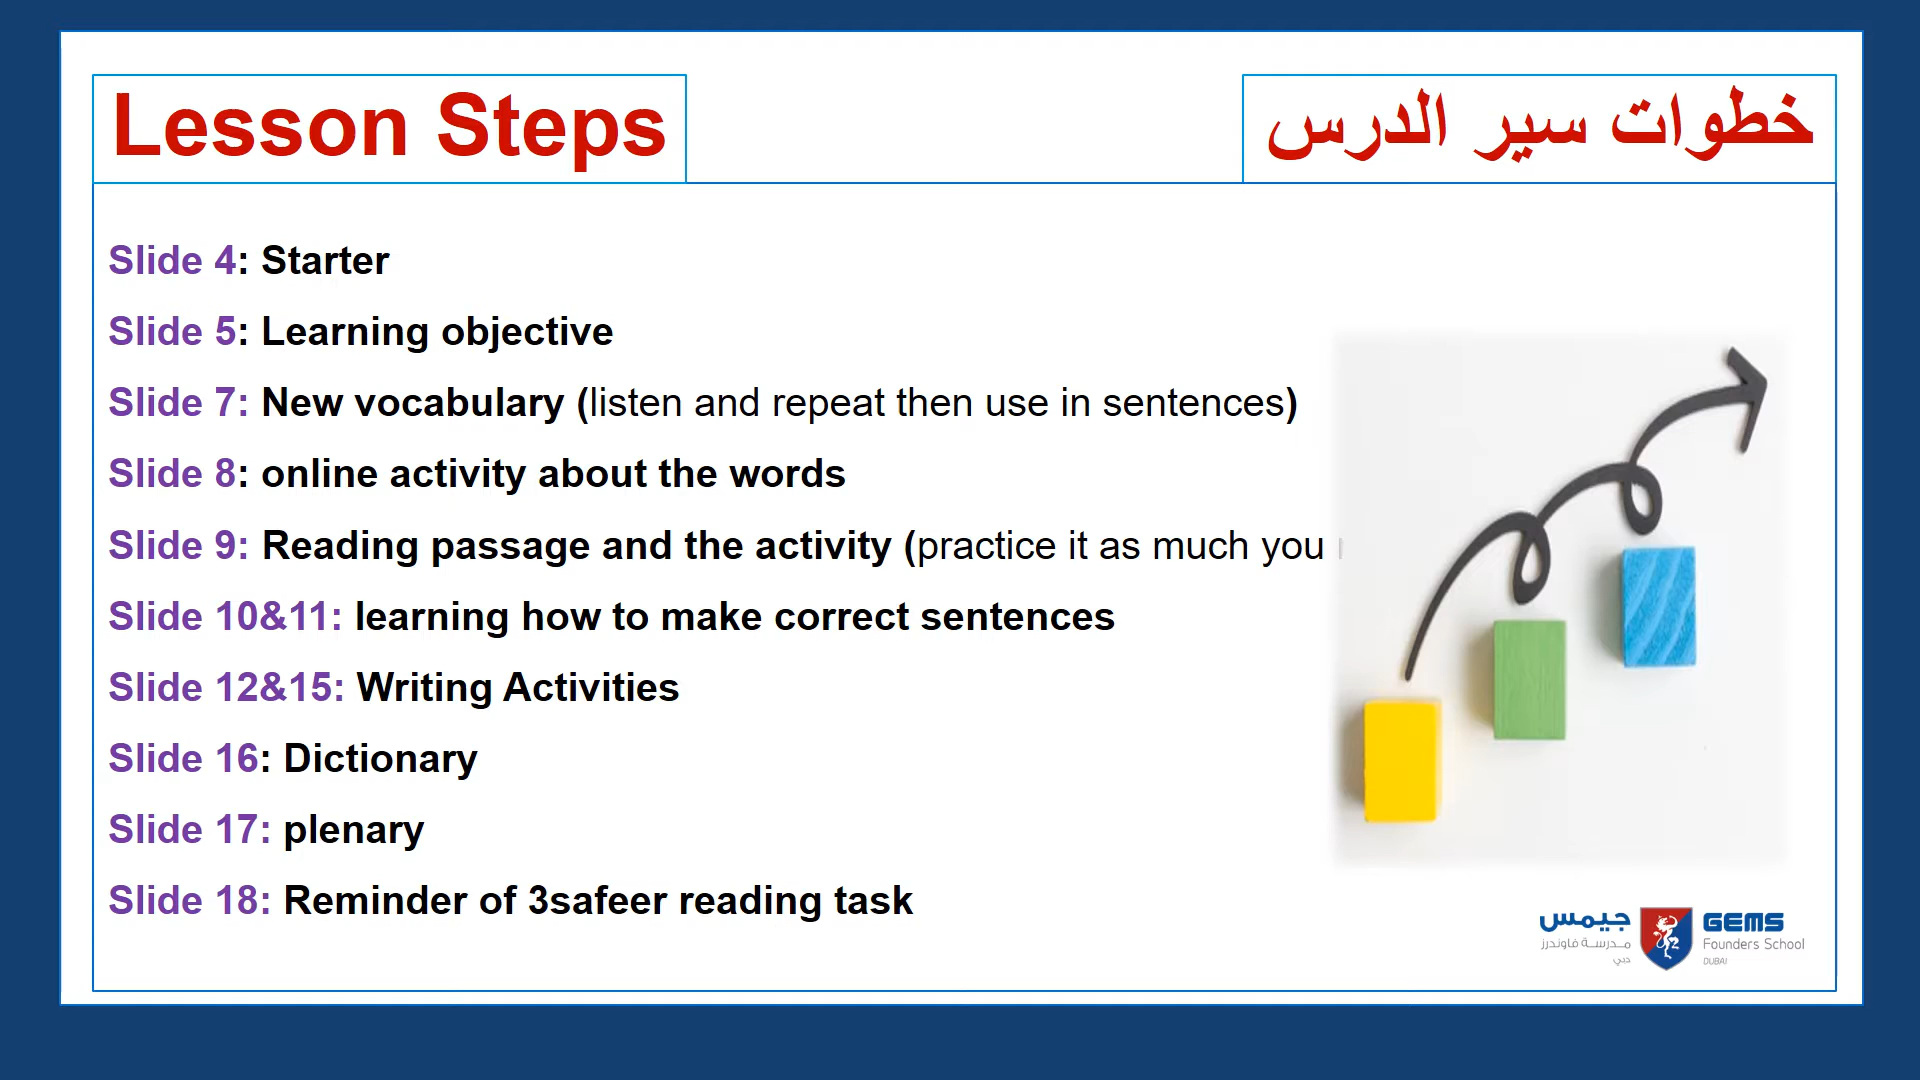 Lesson Steps
خطوات سير الدرس
Slide 4: Starter
Slide 5: Learning objective
Slide 7: New vocabulary (listen and repeat then use in sentences)
Slide 8: online activity about the words
Slide 9: Reading passage and the activity (practice it as much you
Slide 10&11: learning how to make correct sentences
Slide 12&15: Writing Activities
Slide 16: Dictionary
Slide 17: plenary
Slide 18: Reminder of 3safeer reading task
جيمس
مدرسة فاوندرز
دبي
GEMS
Founders School
DUBAI